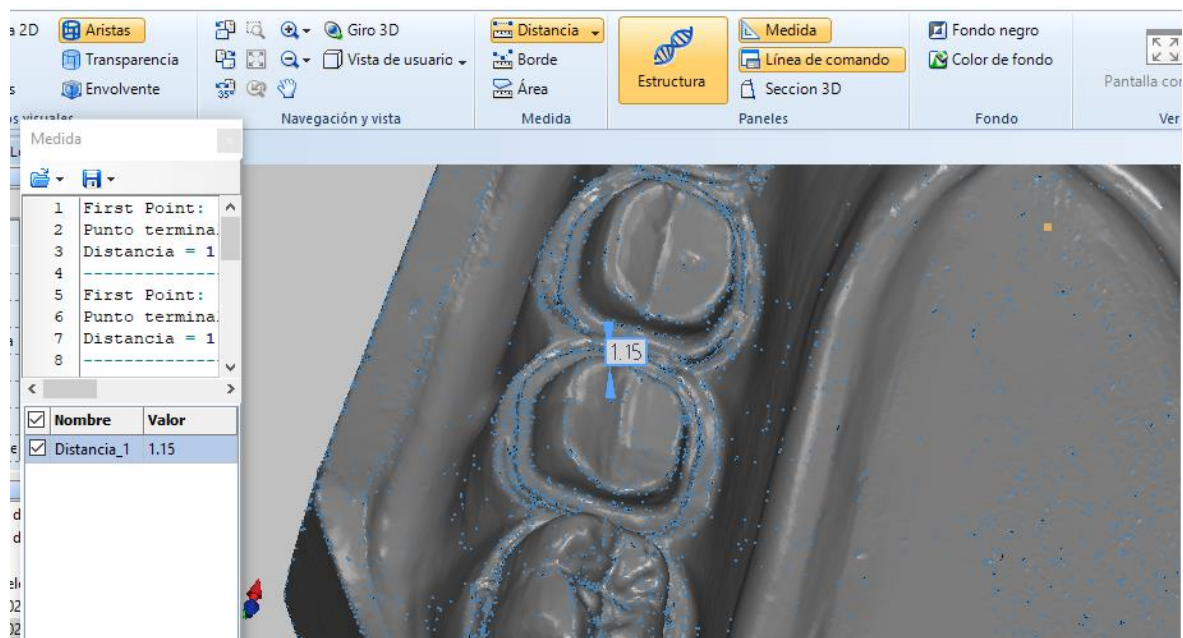 a 2D
Aristas
Giro 3D
Distancia
Medida
Fondo negro
Transparencia
Vista de usuario
Borde
Estructura
Línea de comando
Color de fondo
Envolvente
35°
Área
Seccion 3D
Pantalla con
os visuales
Navegación y vista
Medida
Paneles
Fondo
Ver
Medida
1 First Point:
2 Punto termina
3 Distancia = 1
4 --------------
5 First Point:
6 Punto termina
7 Distancia = 1
8 --------------
Nombre Valor
Distancia_1 1.15
1.15